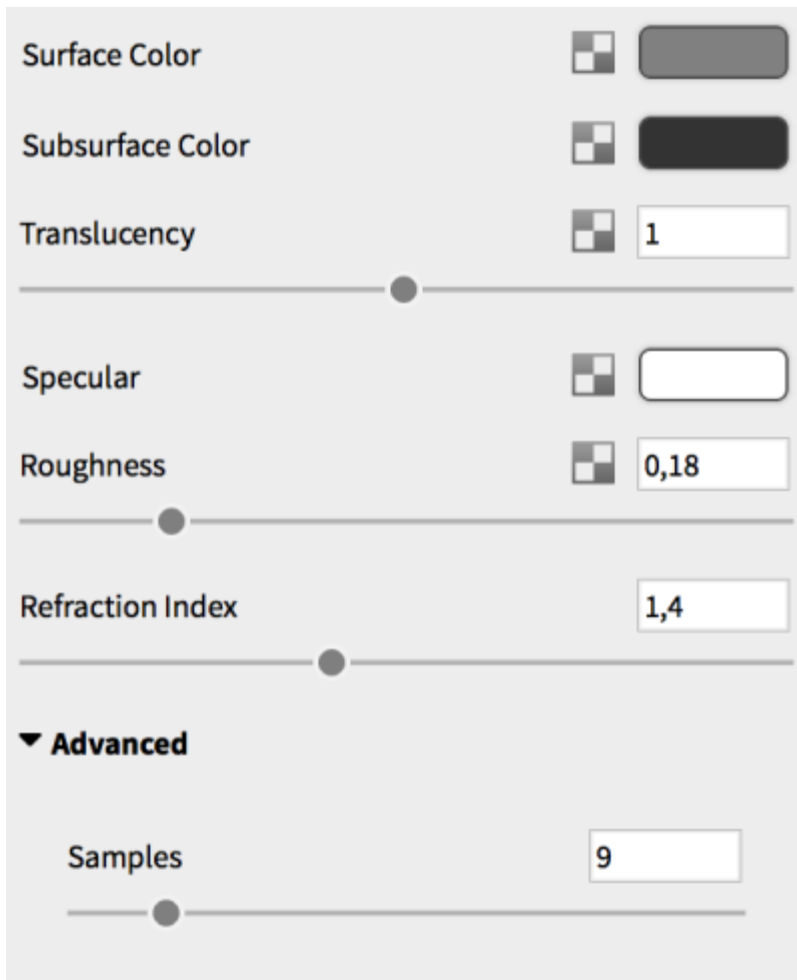 Surface Color
Subsurface Color
Translucency 1
Specular
Roughness 0,18
Refraction Index 1,4
Advanced
Samples 9